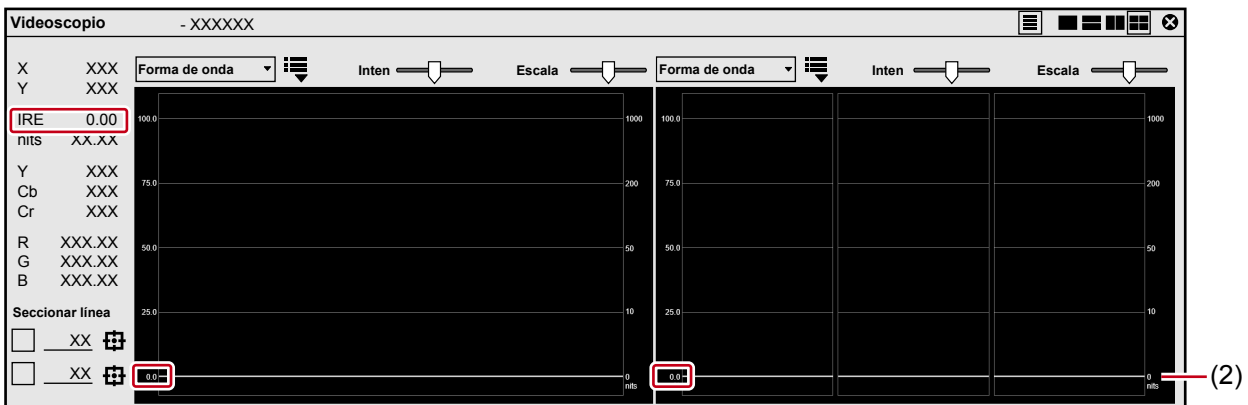 Videoscopio - XXXXXX
X XXX
Y XXX
IRE 0.00
nits XX.XX
Y XXX
Cb XXX
Cr XXX
R XXX.XX
G XXX.XX
B XXX.XX
Seccionar línea
XX
XX
Forma de onda Inten Escala
100.0 1000
75.0 200
50.0 50
25.0 10
0.0 0
nits
Forma de onda Inten Escala
100.0 1000
75.0 200
50.0 50
25.0 10
0.0 0
nits
(2)